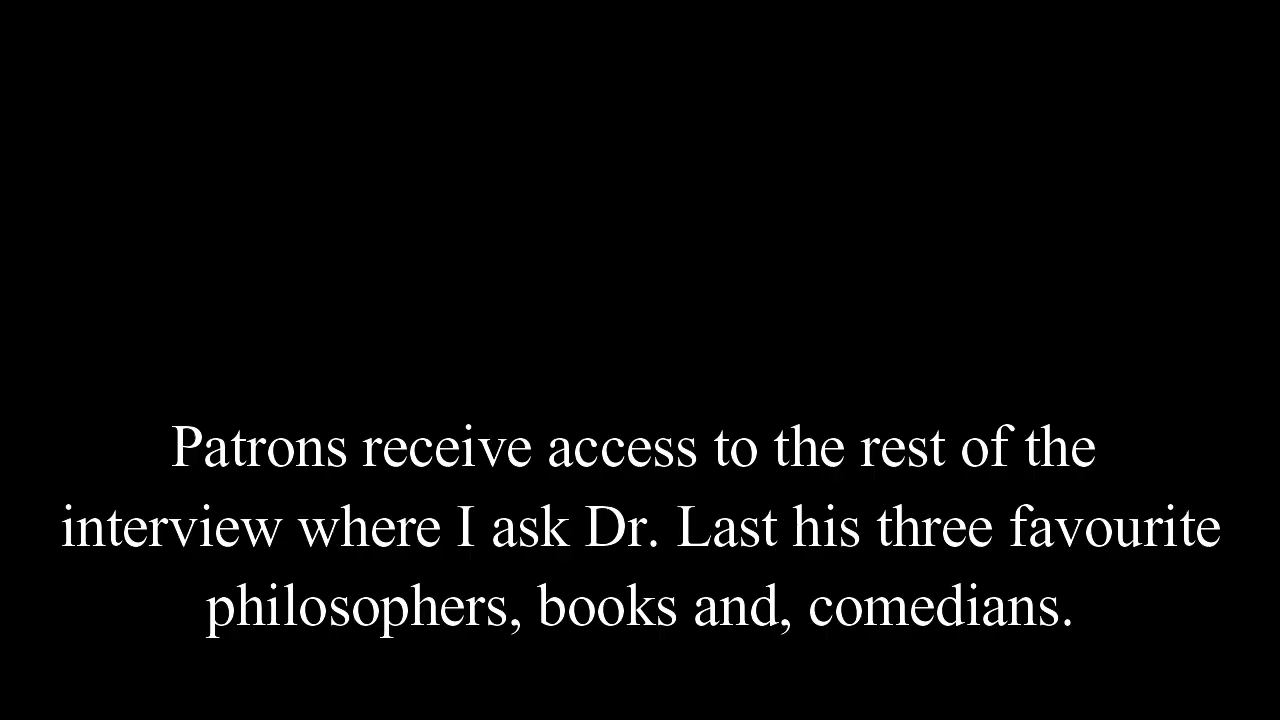 Patrons receive access to the rest of the
interview where I ask Dr. Last his three favourite
philosophers, books and, comedians.